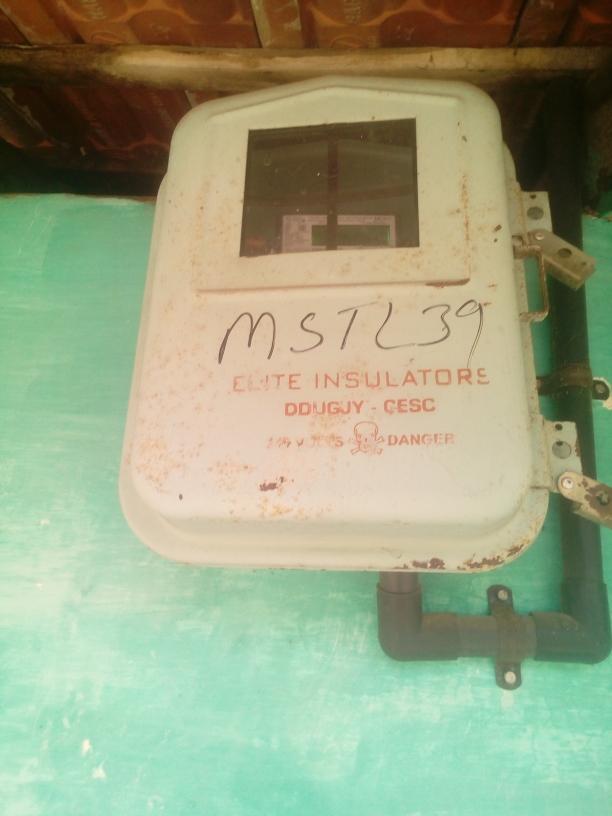 MSTL39
ELITE INSULATORS
DDUGJY - CESC
DANGER